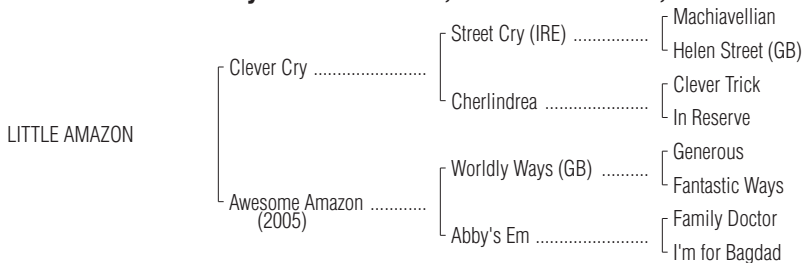 Machiavellian
Street Cry (IRE) ................
Helen Street (GB)
Clever Cry ........................
Clever Trick
Cherlindrea ......................
In Reserve
LITTLE AMAZON
Generous
Worldly Ways (GB) ..........
Fantastic Ways
Awesome Amazon ............
(2005)
Family Doctor
Abby's Em ........................
I'm for Bagdad